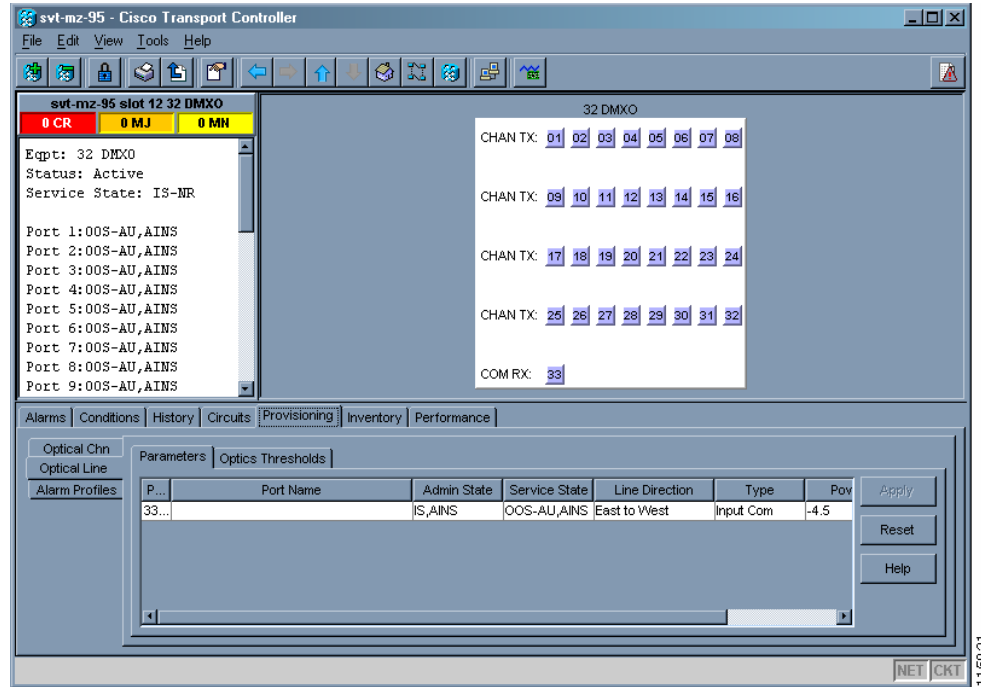 svt-mz-95 - Cisco Transport Controller
File Edit View Tools Help
svt-mz-95 slot 12 32 DMXO
0 CR 0 MJ 0 MN
Eqpt: 32 DMXO
Status: Active
Service State: IS-NR
Port 1:OOS-AU,AINS
Port 2:OOS-AU,AINS
Port 3:OOS-AU,AINS
Port 4:OOS-AU,AINS
Port 5:OOS-AU,AINS
Port 6:OOS-AU,AINS
Port 7:OOS-AU,AINS
Port 8:OOS-AU,AINS
Port 9:OOS-AU,AINS
32 DMXO
CHAN TX: 01 02 03 04 05 06 07 08
CHAN TX: 09 10 11 12 13 14 15 16
CHAN TX: 17 18 19 20 21 22 23 24
CHAN TX: 25 26 27 28 29 30 31 32
COM RX: 33
Alarms Conditions History Circuits Provisioning Inventory Performance
Optical Chn
Optical Line
Alarm Profiles
Parameters Optics Thresholds
P... Port Name Admin State Service State Line Direction Type Pov
33... IS,AINS OOS-AU,AINS East to West Input Com -4.5
Apply
Reset
Help
NET CKT